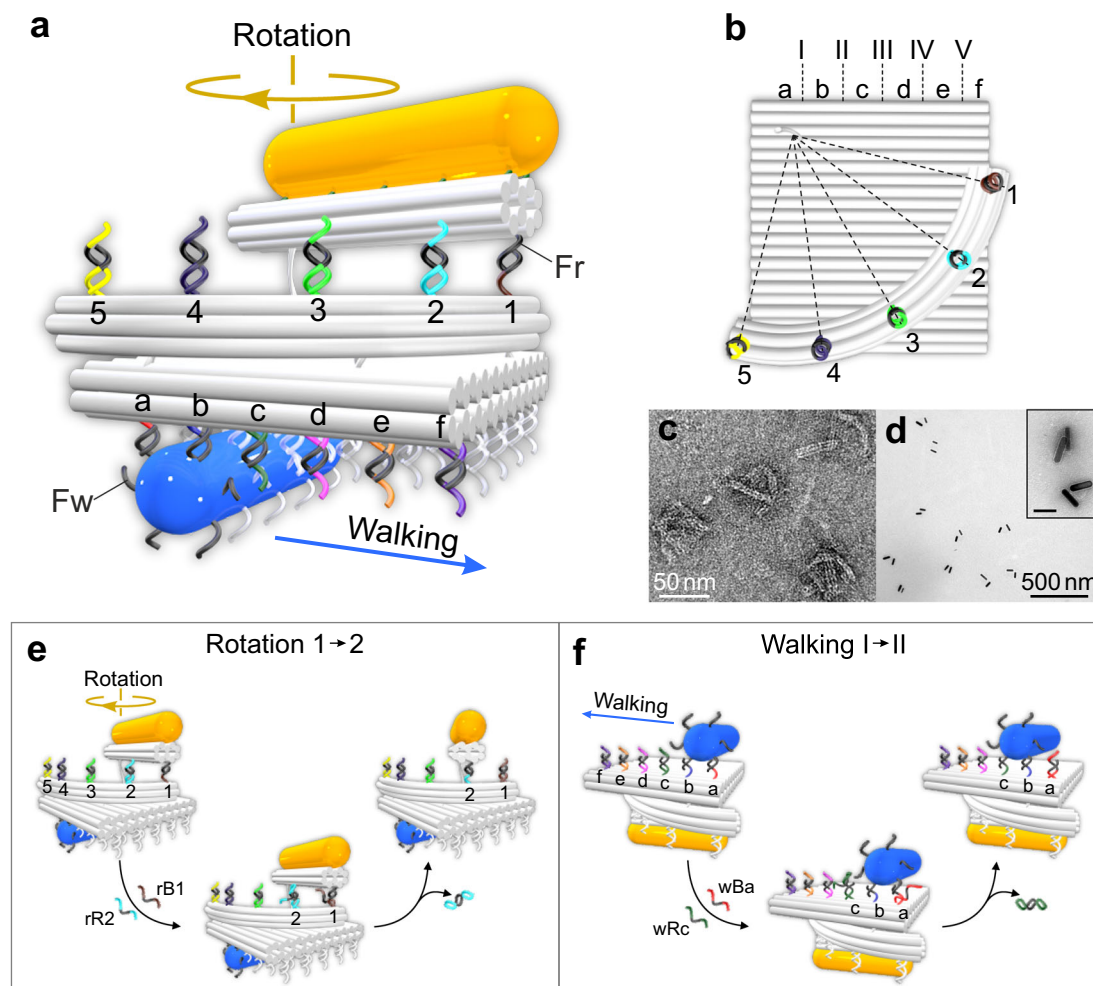 a
Rotation
Fr
5 4 3 2 1
a b c d e f
Fw
Walking
b
I II III IV V
a b c d e f
1
2
3
4
5
c
50 nm
d
500 nm
e
Rotation 1→2
Rotation
5 4 3 2 1
rB1
rR2
2 1
2 1
f
Walking I→II
Walking
f e d c b a
wBa
wRc
c b a
c b a